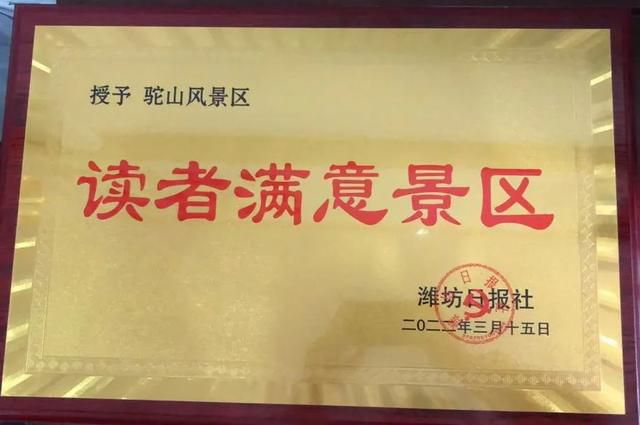 授予 驼山风景区
读者满意景区
潍坊日报社
二〇二二年三月十五日